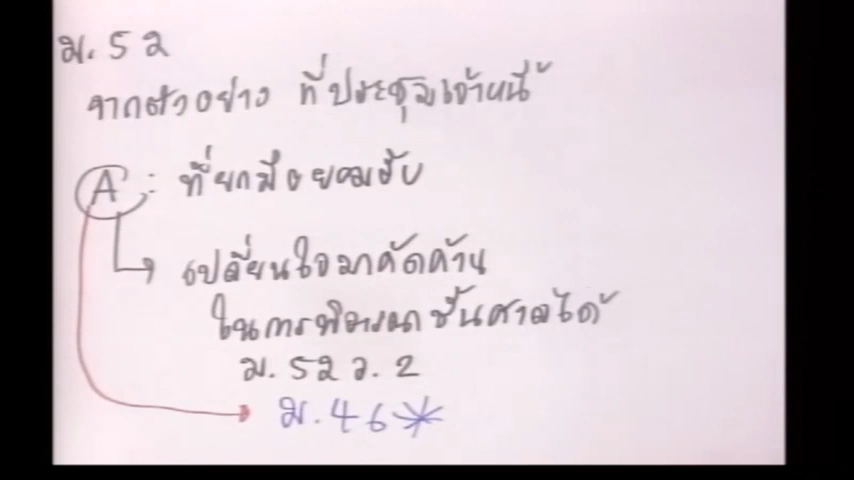 ม. 52
จากตัวอย่าง ที่ประชุมเจ้าหนี้
A : ที่ยกมือยอมรับ
เปลี่ยนใจมาคัดค้าน
ในการพิจารณาชั้นศาลได้
ม. 52 ว. 2
ม. 46*